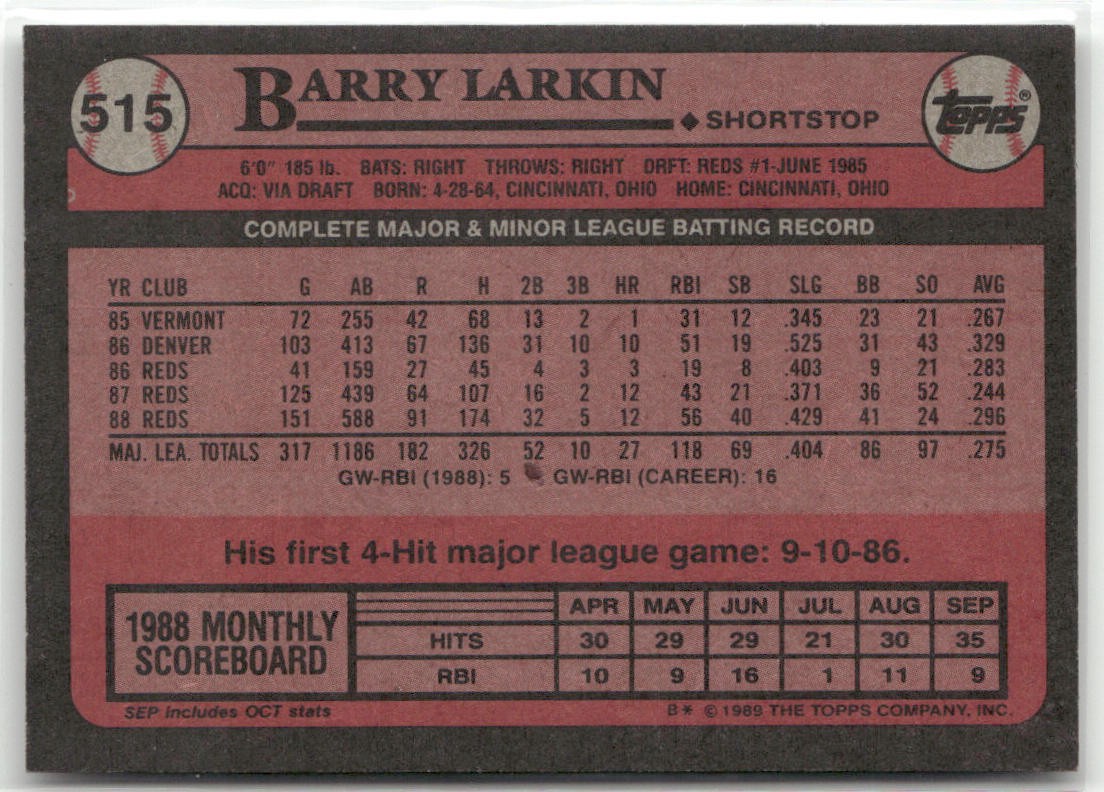 515
BARRY LARKIN
◆ SHORTSTOP
TOPPS®
6'0" 185 lb. BATS: RIGHT THROWS: RIGHT DRFT: REDS #1-JUNE 1985
ACQ: VIA DRAFT BORN: 4-28-64, CINCINNATI, OHIO HOME: CINCINNATI, OHIO
COMPLETE MAJOR & MINOR LEAGUE BATTING RECORD
YR CLUB G AB R H 2B 3B HR RBI SB SLG BB SO AVG
85 VERMONT 72 255 42 68 13 2 1 31 12 .345 23 21 .267
86 DENVER 103 413 67 136 31 10 10 51 19 .525 31 43 .329
86 REDS 41 159 27 45 4 3 3 19 8 .403 9 21 .283
87 REDS 125 439 64 107 16 2 12 43 21 .371 36 52 .244
88 REDS 151 588 91 174 32 5 12 56 40 .429 41 24 .296
MAJ. LEA. TOTALS 317 1186 182 326 52 10 27 118 69 .404 86 97 .275
GW-RBI (1988): 5 GW-RBI (CAREER): 16
His first 4-Hit major league game: 9-10-86.
1988 MONTHLY SCOREBOARD
APR MAY JUN JUL AUG SEP
HITS 30 29 29 21 30 35
RBI 10 9 16 1 11 9
SEP includes OCT stats
B* © 1989 THE TOPPS COMPANY, INC.